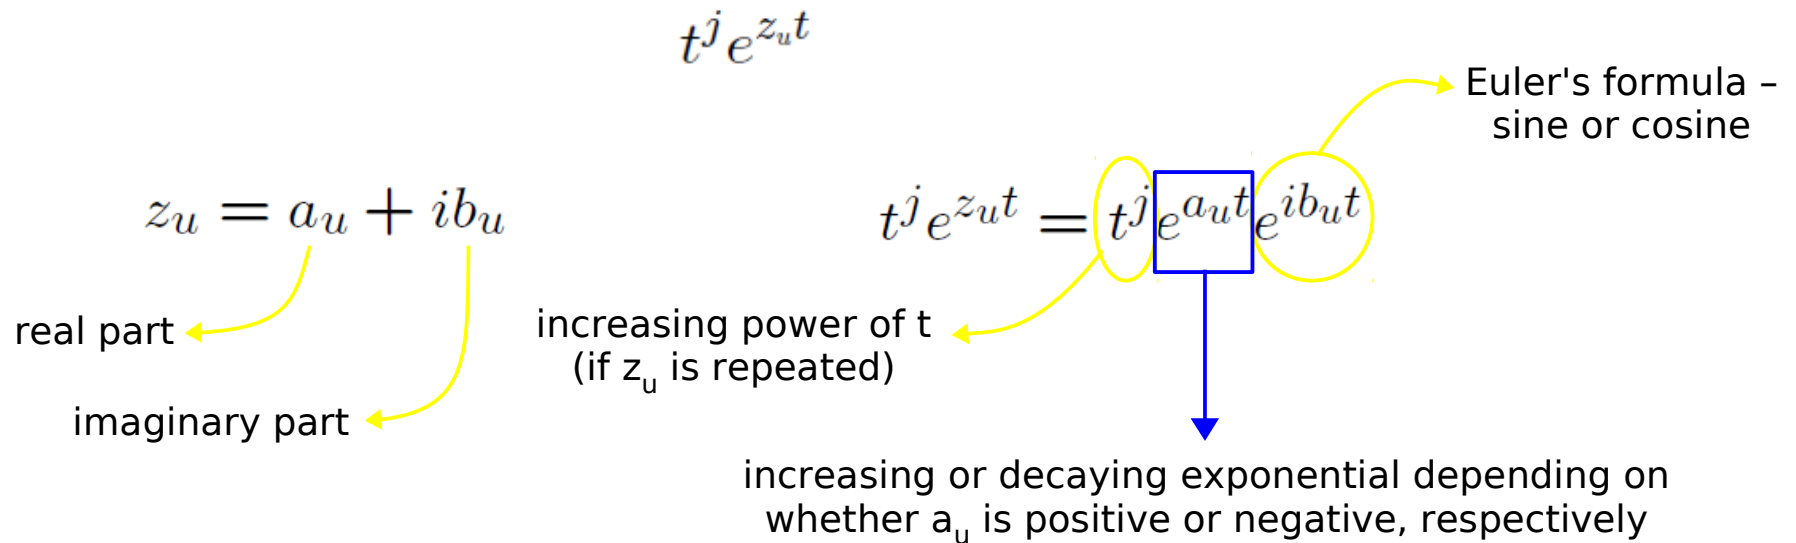 t^j e^{z_u t}
Euler's formula –
sine or cosine
z_u = a_u + ib_u
t^j e^{z_u t} = t^j e^{a_u t} e^{ib_u t}
real part
increasing power of t
(if z_u is repeated)
imaginary part
increasing or decaying exponential depending on
whether a_u is positive or negative, respectively